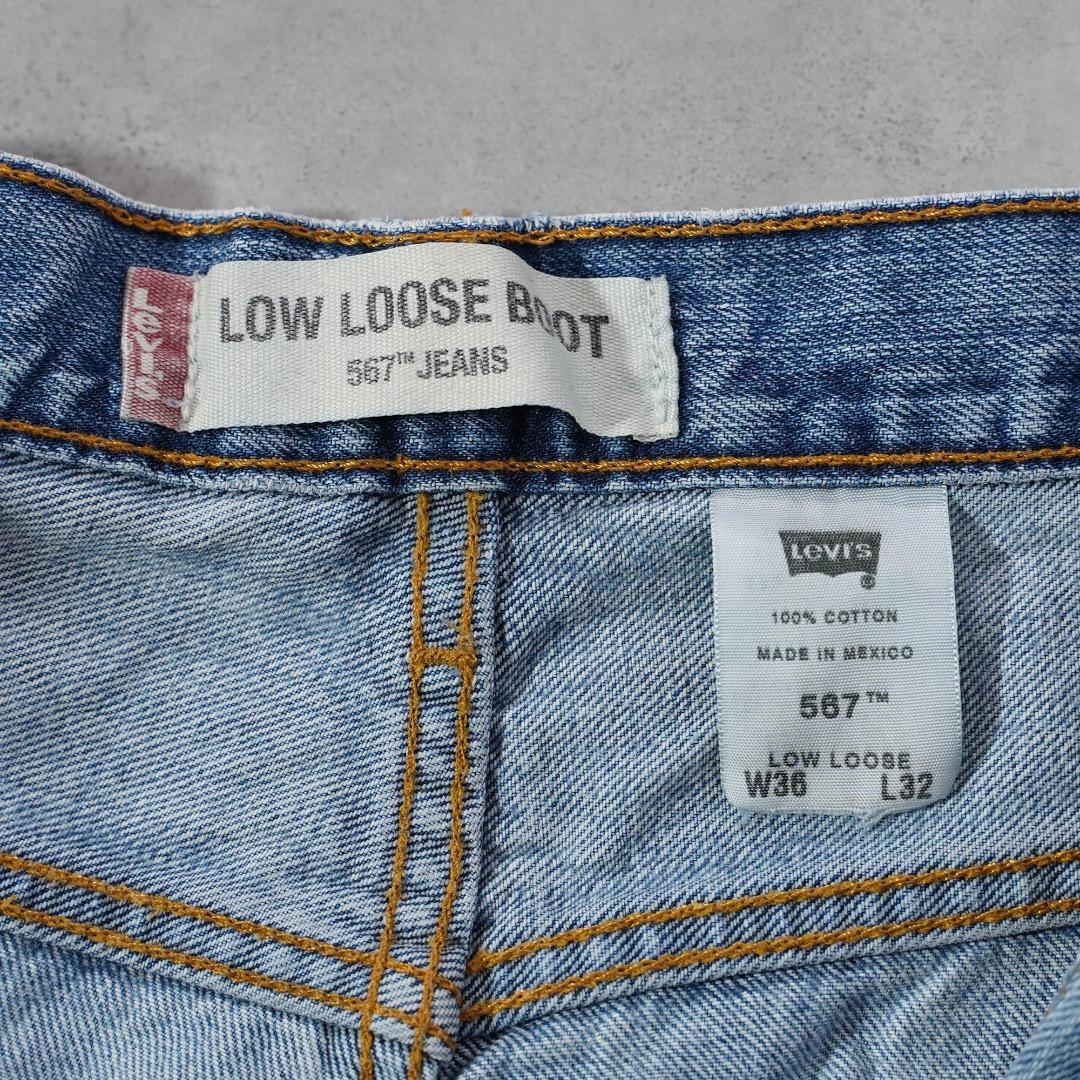 Levi's
LOW LOOSE BOOT
567™ JEANS
Levi's®
100% COTTON
MADE IN MEXICO
567™
LOW LOOSE
W36 L32